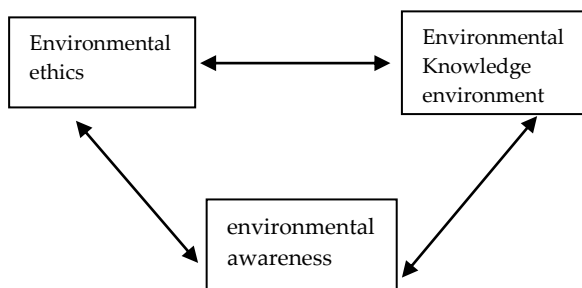 Environmental
ethics
Environmental
Knowledge
environment
environmental
awareness